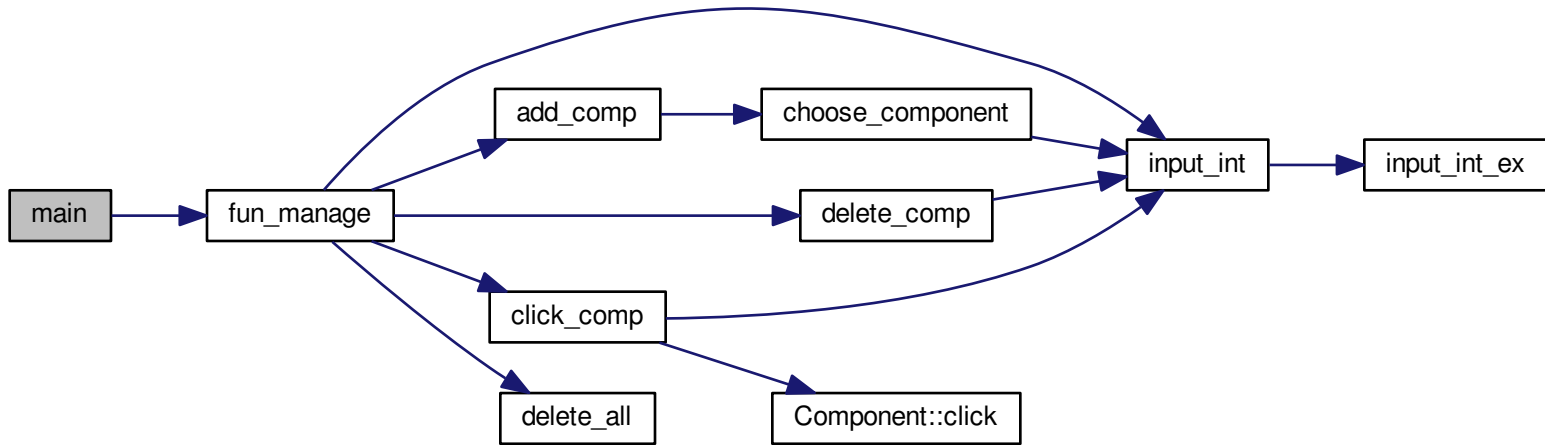 main
fun_manage
add_comp
choose_component
input_int
input_int_ex
delete_comp
click_comp
delete_all
Component::click